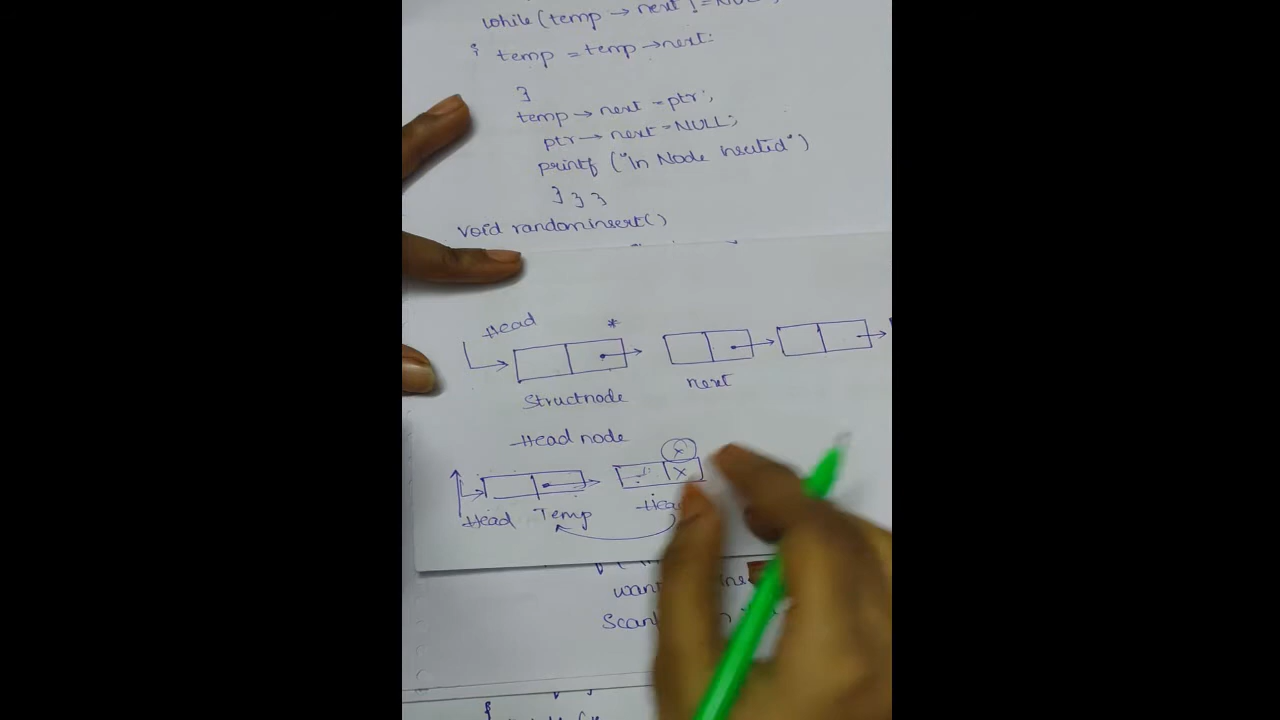 while (temp → next != NULL)
{ temp = temp → next;
}
temp → next = ptr;
ptr → next = NULL;
printf ("\n Node inserted")
} } }
void randominsert()
Head *
Structnode next
Head node
x
x
Head Temp Head
want